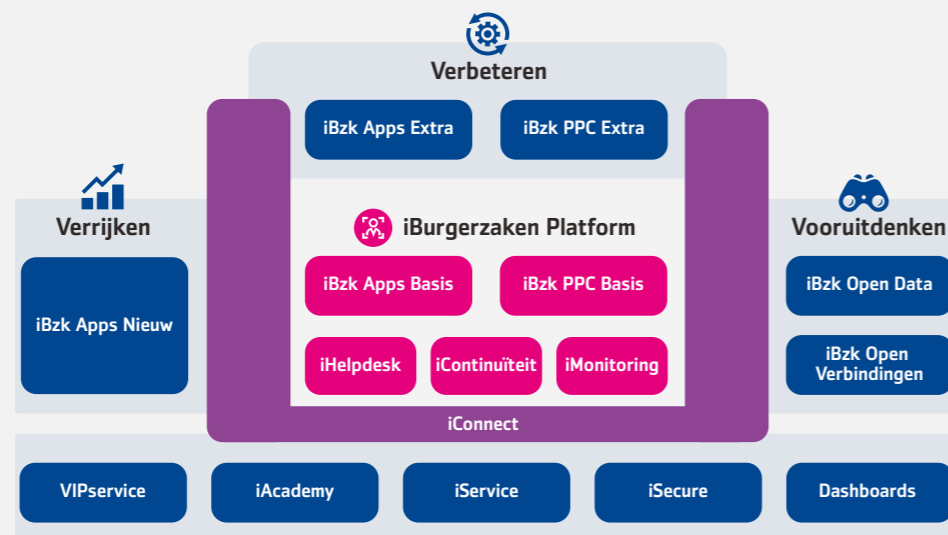 Verbeteren
iBzk Apps Extra
iBzk PPC Extra
Verrijken
iBzk Apps Nieuw
iBurgerzaken Platform
iBzk Apps Basis
iBzk PPC Basis
iHelpdesk
iContinuïteit
iMonitoring
iConnect
Vooruitdenken
iBzk Open Data
iBzk Open
Verbindingen
VIPservice
iAcademy
iService
iSecure
Dashboards